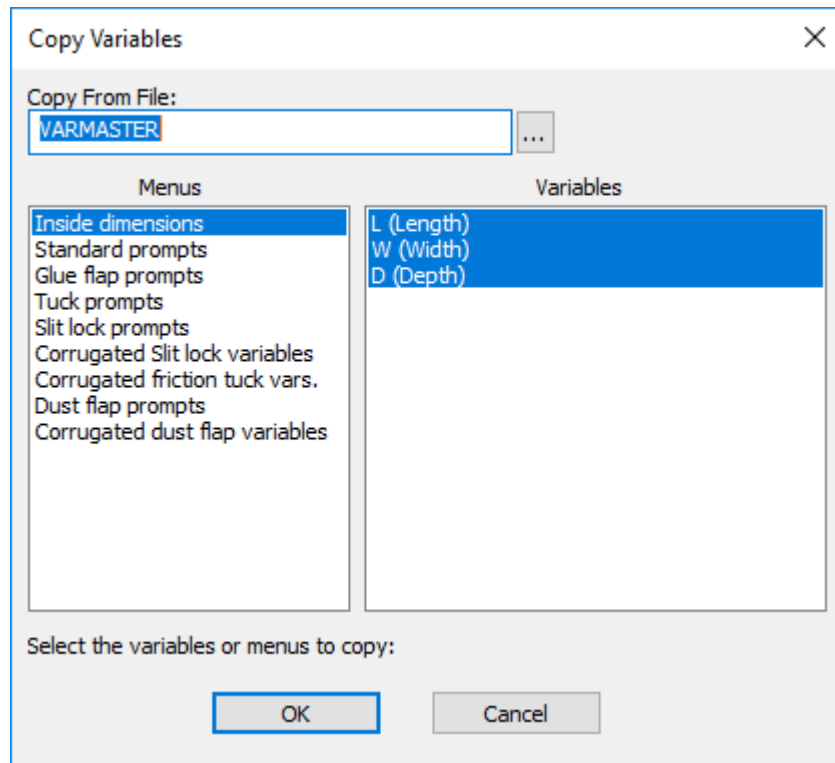 Copy Variables
Copy From File:
VARMASTER
...
Menus
Variables
Inside dimensions
Standard prompts
Glue flap prompts
Tuck prompts
Slit lock prompts
Corrugated Slit lock variables
Corrugated friction tuck vars.
Dust flap prompts
Corrugated dust flap variables
L (Length)
W (Width)
D (Depth)
Select the variables or menus to copy:
OK
Cancel